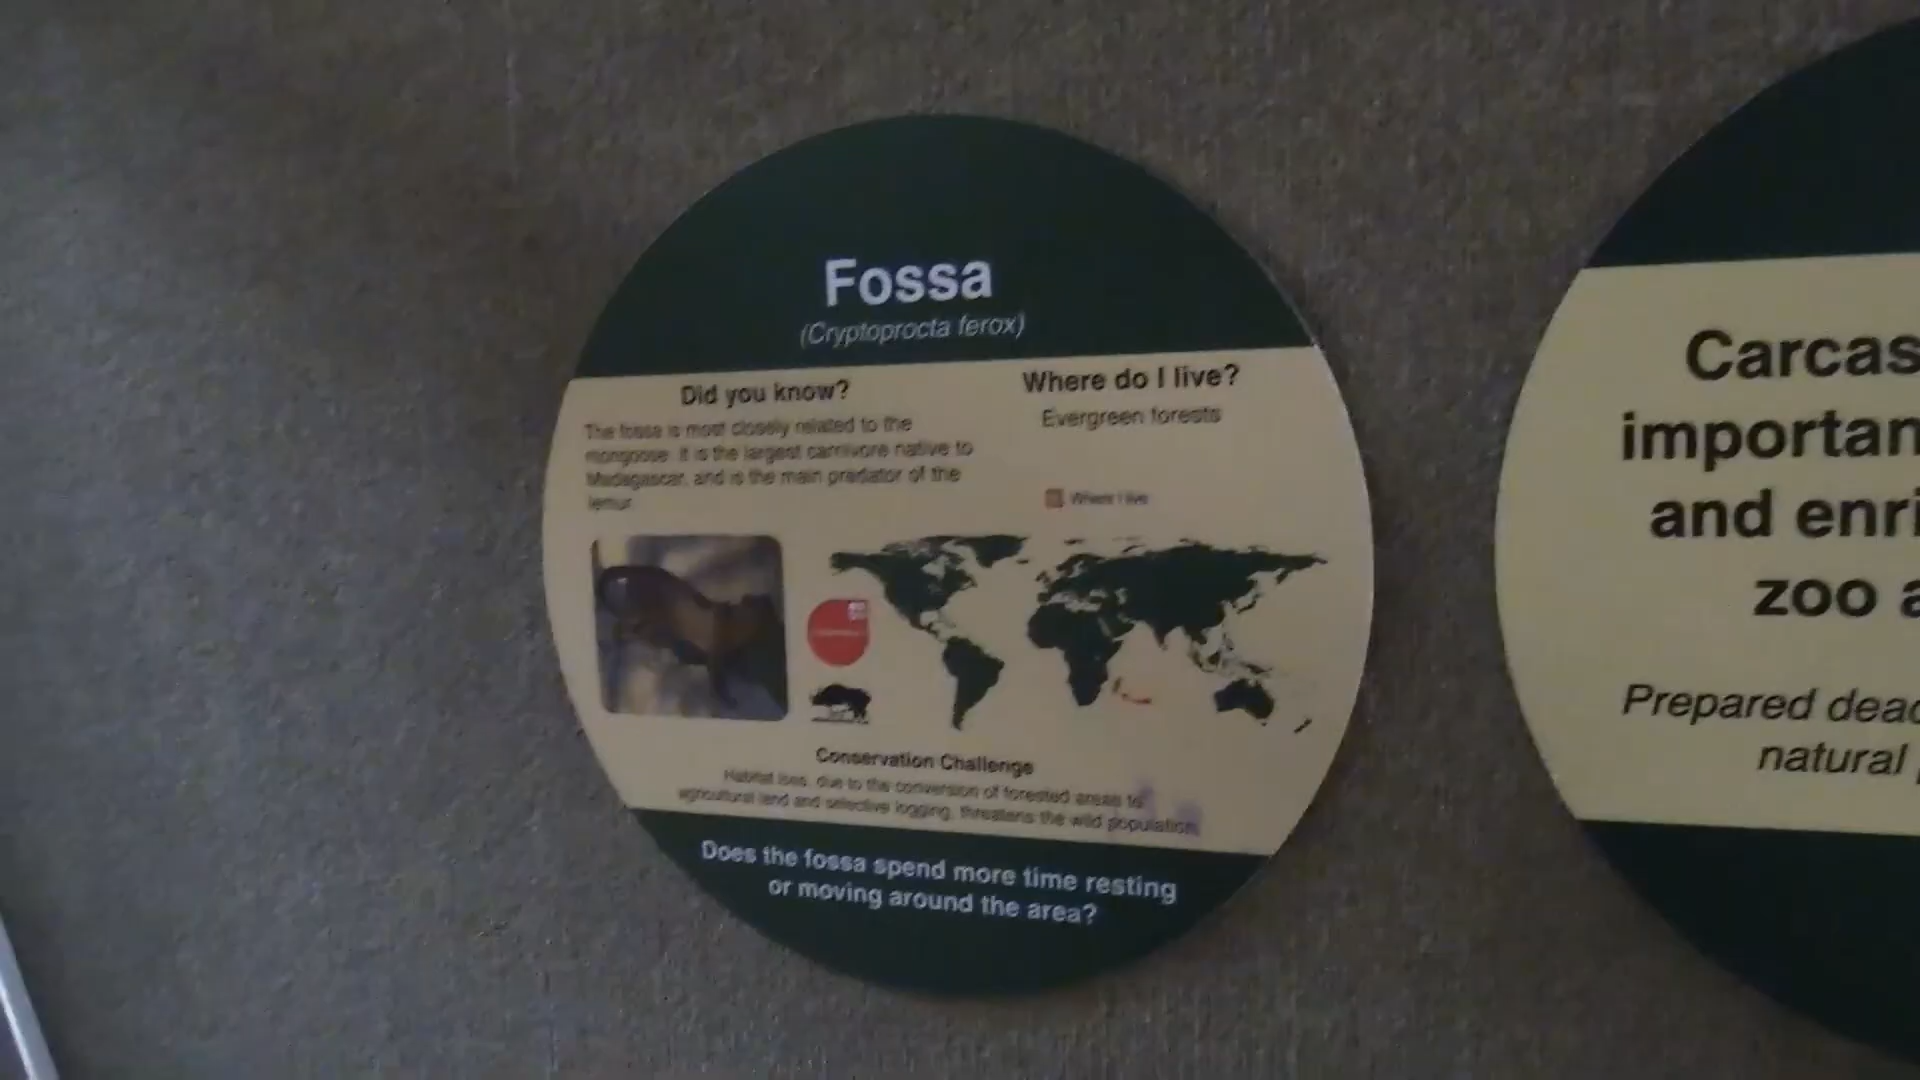 Fossa
(Cryptoprocta ferox)
Did you know?
The fossa is most closely related to the
mongoose. It is the largest carnivore native to
Madagascar, and is the main predator of the
lemur.
Where do I live?
Evergreen forests
Where I live
Conservation Challenge
Habitat loss, due to the conversion of forested areas to
agricultural land and selective logging, threatens the wild population.
Does the fossa spend more time resting
or moving around the area?
Carcas
importan
and enri
zoo a
Prepared dead
natural